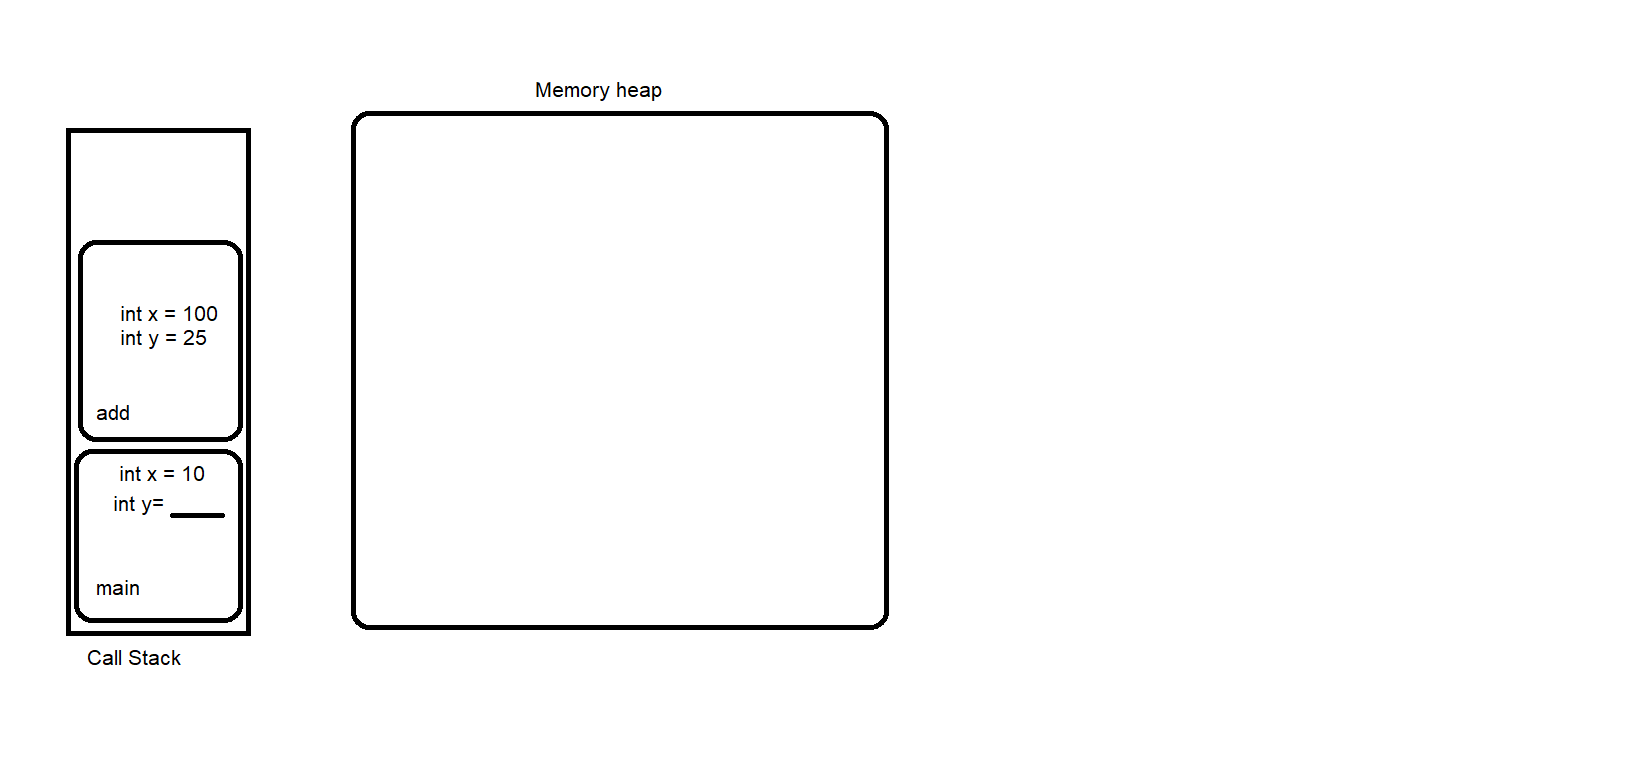 Memory heap
int x = 100
int y = 25
add
int x = 10
int y=
main
Call Stack